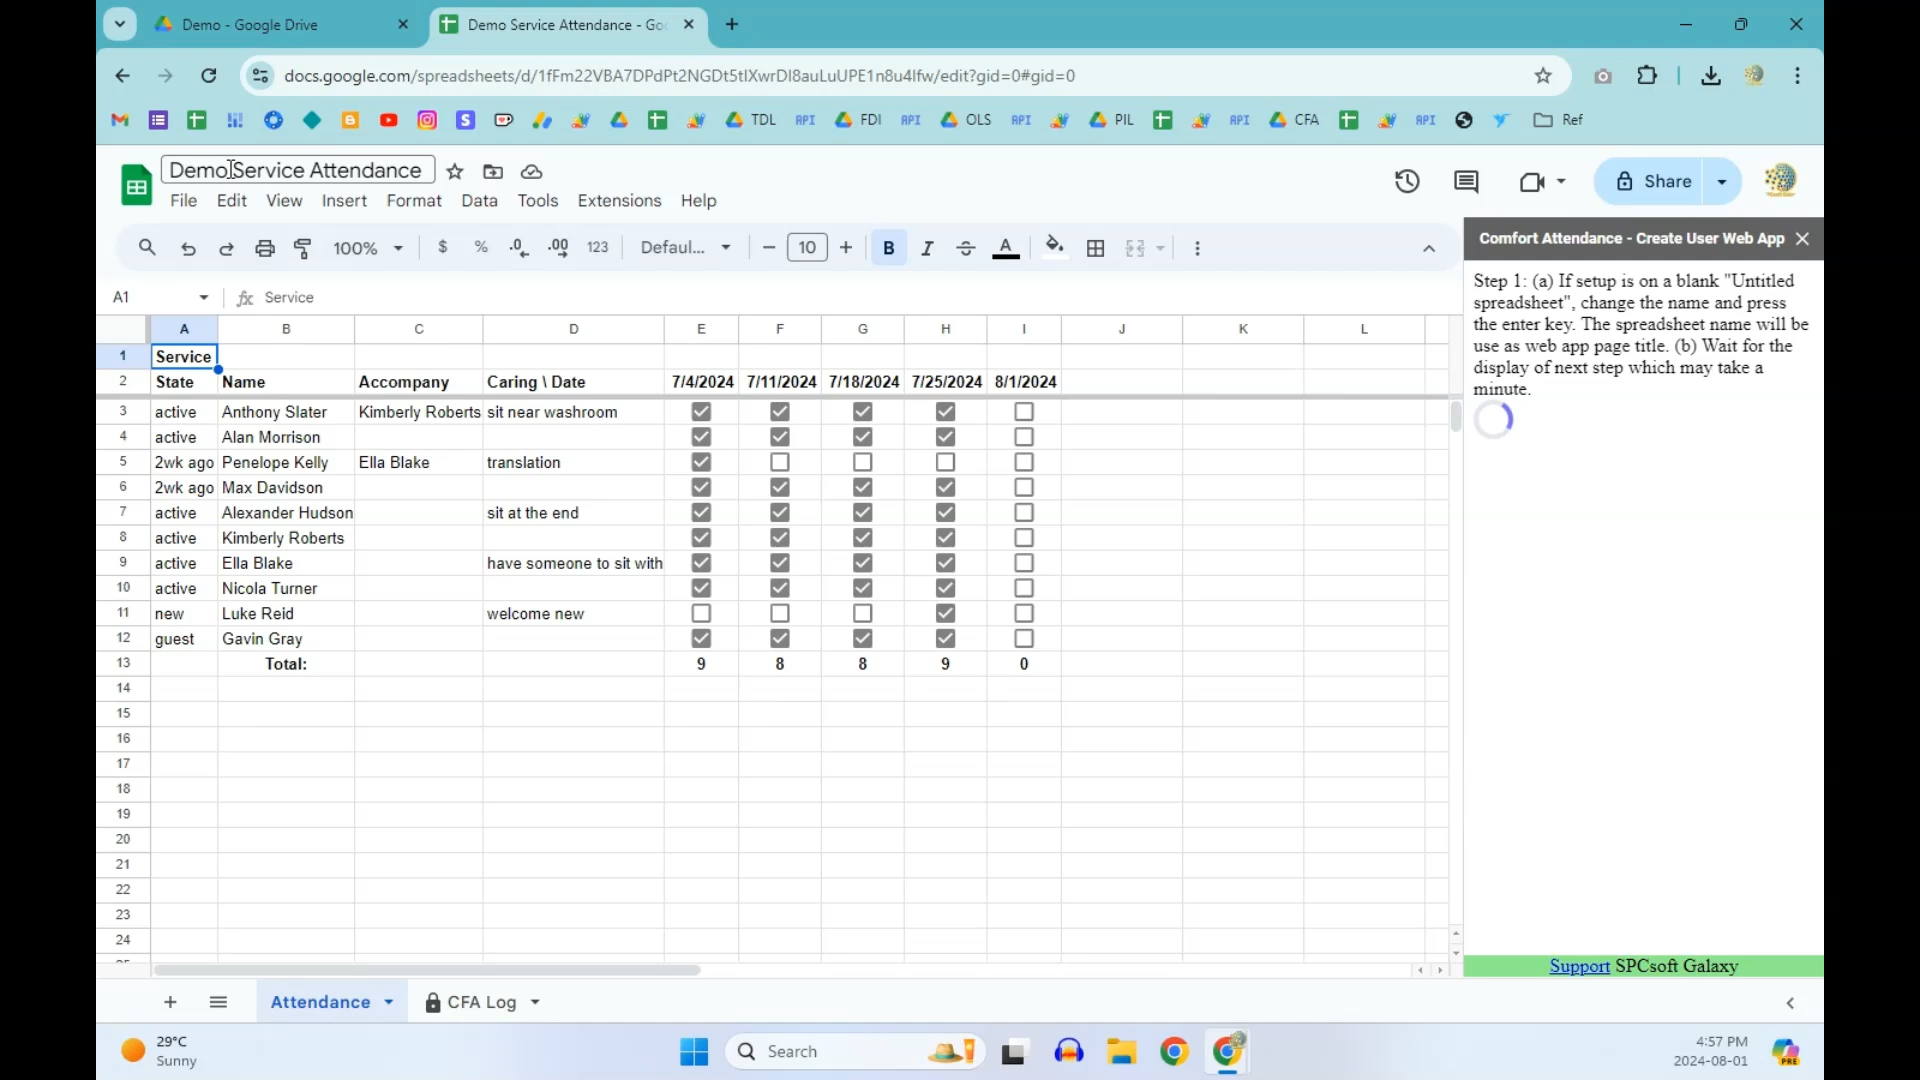 Demo - Google Drive
Demo Service Attendance - Goo
docs.google.com/spreadsheets/d/1fFm22VBA7DPdPt2NGDt5tIXwrDI8auLuUPE1n8u4Ifw/edit?gid=0#gid=0
TDL API FDI API OLS API PIL API CFA API Ref
Demo Service Attendance
Share
File Edit View Insert Format Data Tools Extensions Help
100% $ % .0 .00 123 Defaul... 10 B I A
Comfort Attendance - Create User Web App
A1 fx Service
Step 1: (a) If setup is on a blank "Untitled
spreadsheet", change the name and press
the enter key. The spreadsheet name will be
use as web app page title. (b) Wait for the
display of next step which may take a
minute.
A B C D E F G H I J K L
1 Service
2 State Name Accompany Caring \ Date 7/4/2024 7/11/2024 7/18/2024 7/25/2024 8/1/2024
3 active Anthony Slater Kimberly Roberts sit near washroom
4 active Alan Morrison
5 2wk ago Penelope Kelly Ella Blake translation
6 2wk ago Max Davidson
7 active Alexander Hudson sit at the end
8 active Kimberly Roberts
9 active Ella Blake have someone to sit with
10 active Nicola Turner
11 new Luke Reid welcome new
12 guest Gavin Gray
13 Total: 9 8 8 9 0
14
15
16
17
18
19
20
21
22
23
24
Support SPCsoft Galaxy
Attendance CFA Log
29°C
Sunny
Search
4:57 PM
2024-08-01
PRE